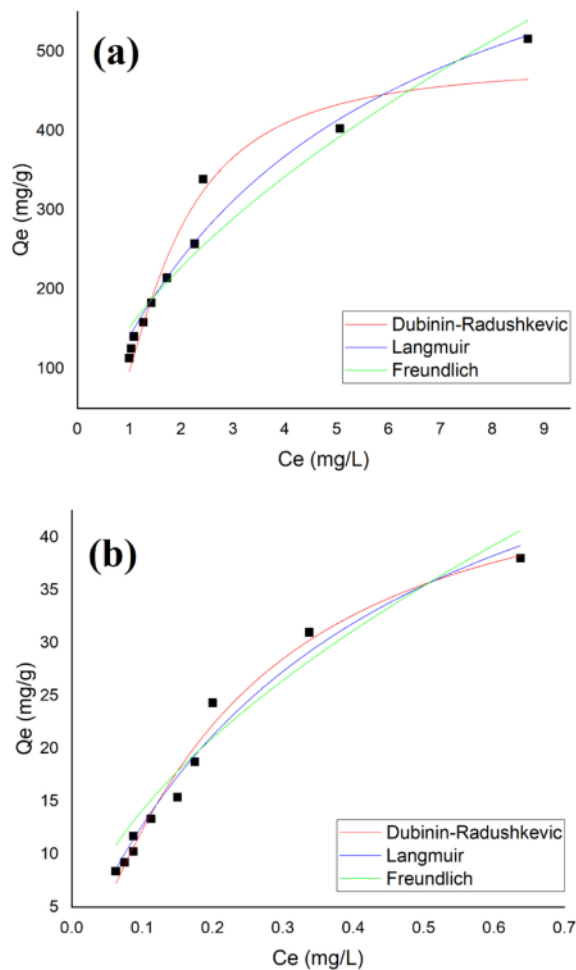 (a)
Qe (mg/g)
500
400
300
200
100
Dubinin-Radushkevic
Langmuir
Freundlich
0 1 2 3 4 5 6 7 8 9
Ce (mg/L)
(b)
Qe (mg/g)
40
35
30
25
20
15
10
5
Dubinin-Radushkevic
Langmuir
Freundlich
0.0 0.1 0.2 0.3 0.4 0.5 0.6 0.7
Ce (mg/L)